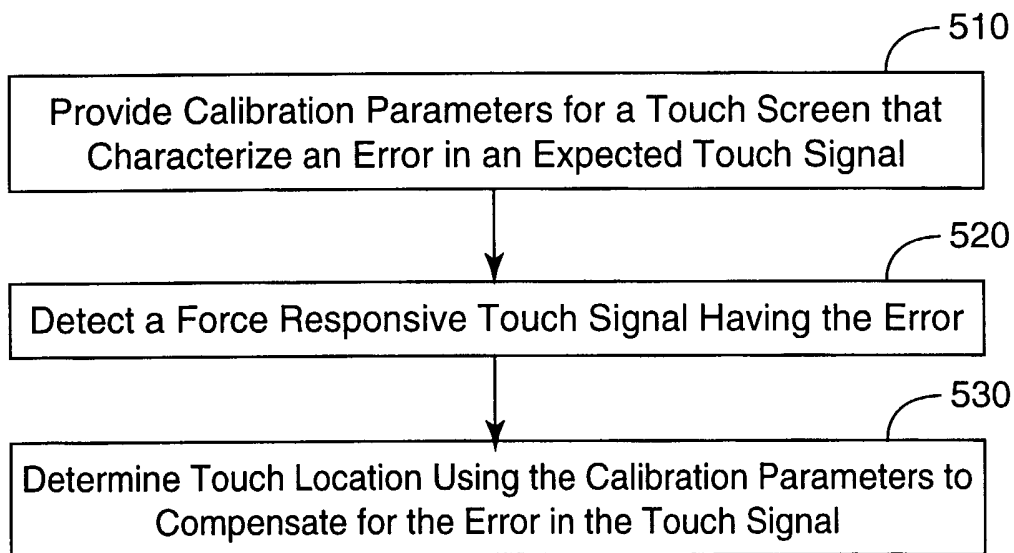 510
Provide Calibration Parameters for a Touch Screen that
Characterize an Error in an Expected Touch Signal
520
Detect a Force Responsive Touch Signal Having the Error
530
Determine Touch Location Using the Calibration Parameters to
Compensate for the Error in the Touch Signal